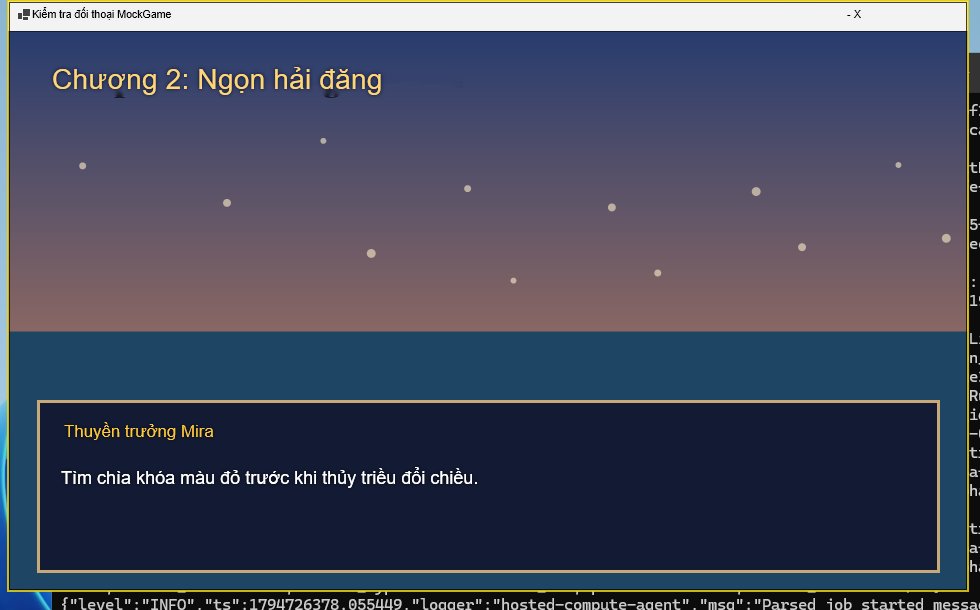 Kiểm tra đối thoại MockGame
- X
Chương 2: Ngọn hải đăng
Thuyền trưởng Mira
Tìm chìa khóa màu đỏ trước khi thủy triều đổi chiều.
{"level":"INFO","ts":1794726378.055449,"logger":"hosted-compute-agent","msg":"Parsed job started mess